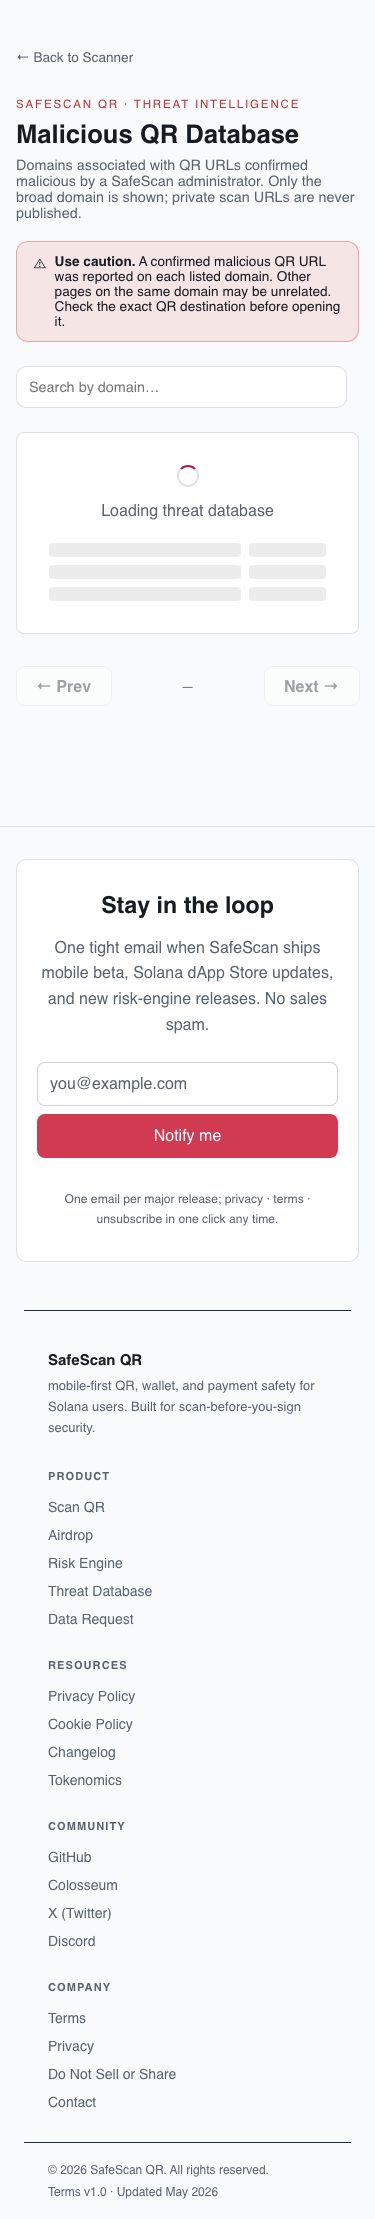 ← Back to Scanner
SAFESCAN QR · THREAT INTELLIGENCE
Malicious QR Database
Domains associated with QR URLs confirmed
malicious by a SafeScan administrator. Only the
broad domain is shown; private scan URLs are never
published.
⚠ Use caution. A confirmed malicious QR URL
was reported on each listed domain. Other
pages on the same domain may be unrelated.
Check the exact QR destination before opening
it.
Search by domain…
Loading threat database
← Prev
—
Next →
Stay in the loop
One tight email when SafeScan ships
mobile beta, Solana dApp Store updates,
and new risk-engine releases. No sales
spam.
you@example.com
Notify me
One email per major release; privacy · terms ·
unsubscribe in one click any time.
SafeScan QR
mobile-first QR, wallet, and payment safety for
Solana users. Built for scan-before-you-sign
security.
PRODUCT
Scan QR
Airdrop
Risk Engine
Threat Database
Data Request
RESOURCES
Privacy Policy
Cookie Policy
Changelog
Tokenomics
COMMUNITY
GitHub
Colosseum
X (Twitter)
Discord
COMPANY
Terms
Privacy
Do Not Sell or Share
Contact
© 2026 SafeScan QR. All rights reserved.
Terms v1.0 · Updated May 2026